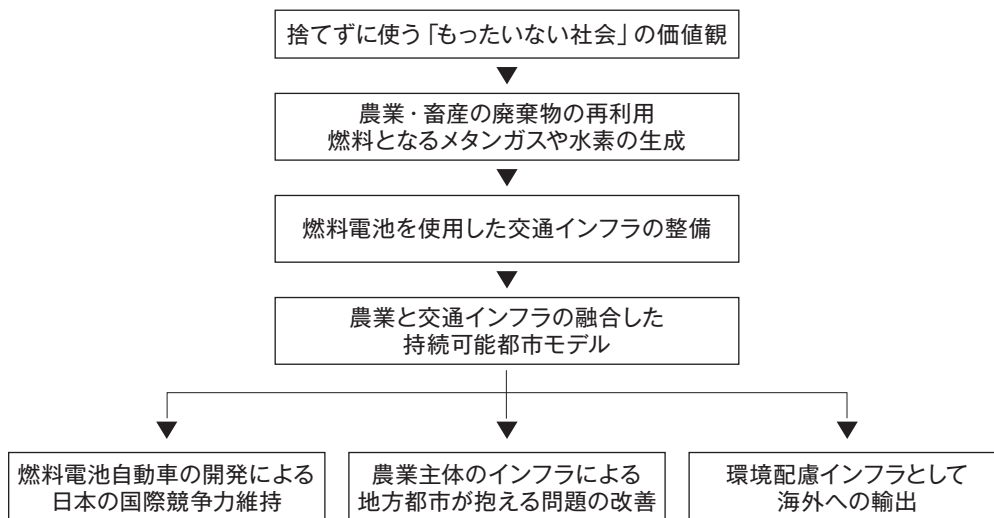 捨てずに使う「もったいない社会」の価値観
農業・畜産の廃棄物の再利用
燃料となるメタンガスや水素の生成
燃料電池を使用した交通インフラの整備
農業と交通インフラの融合した
持続可能都市モデル
燃料電池自動車の開発による
日本の国際競争力維持
農業主体のインフラによる
地方都市が抱える問題の改善
環境配慮インフラとして
海外への輸出